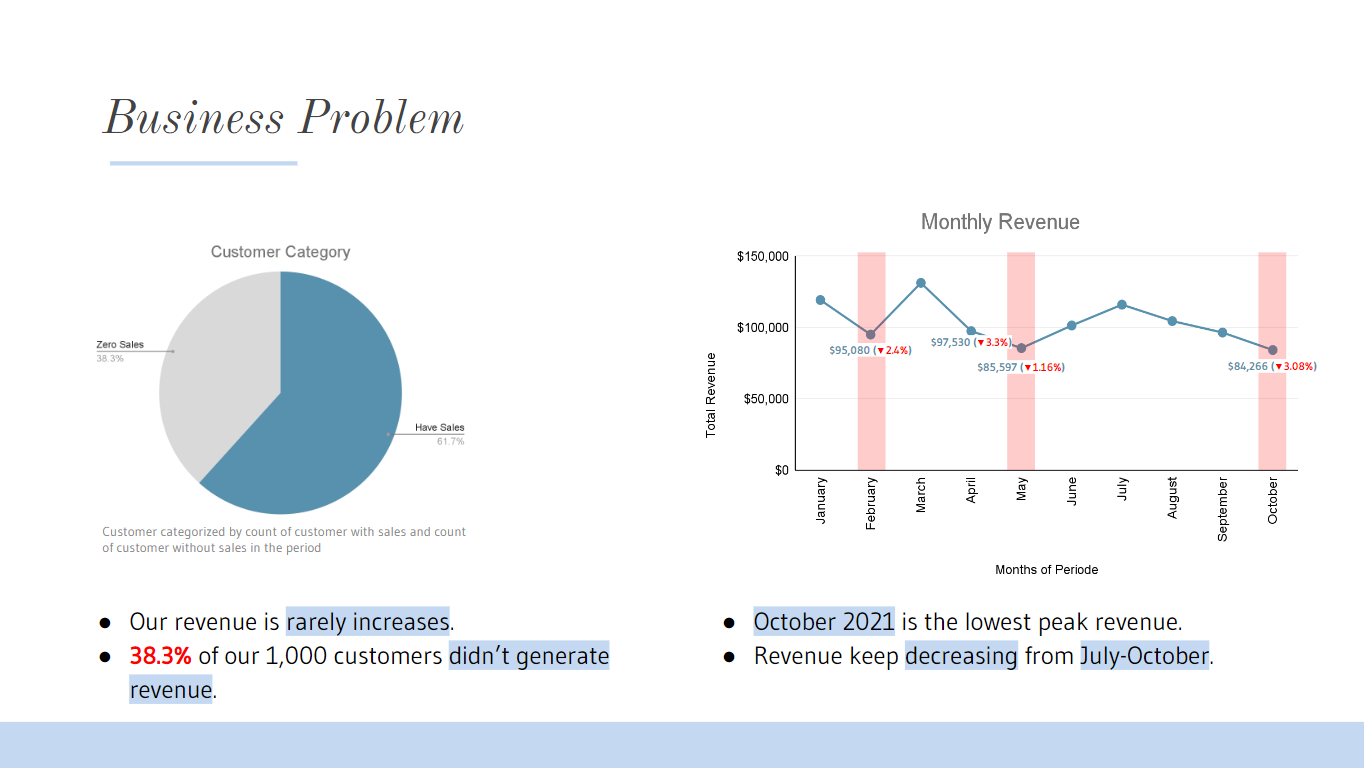 Business Problem
Customer Category
Zero Sales
38.3%
Have Sales
61.7%
Customer categorized by count of customer with sales and count
of customer without sales in the period
Monthly Revenue
Total Revenue
$150,000
$100,000
$50,000
$0
$95,080 (▼2.4%)
$97,530 (▼3.3%)
$85,597 (▼1.16%)
$84,266 (▼3.08%)
January
February
March
April
May
June
July
August
September
October
Months of Periode
● Our revenue is rarely increases.
● 38.3% of our 1,000 customers didn’t generate
revenue.
● October 2021 is the lowest peak revenue.
● Revenue keep decreasing from July-October.